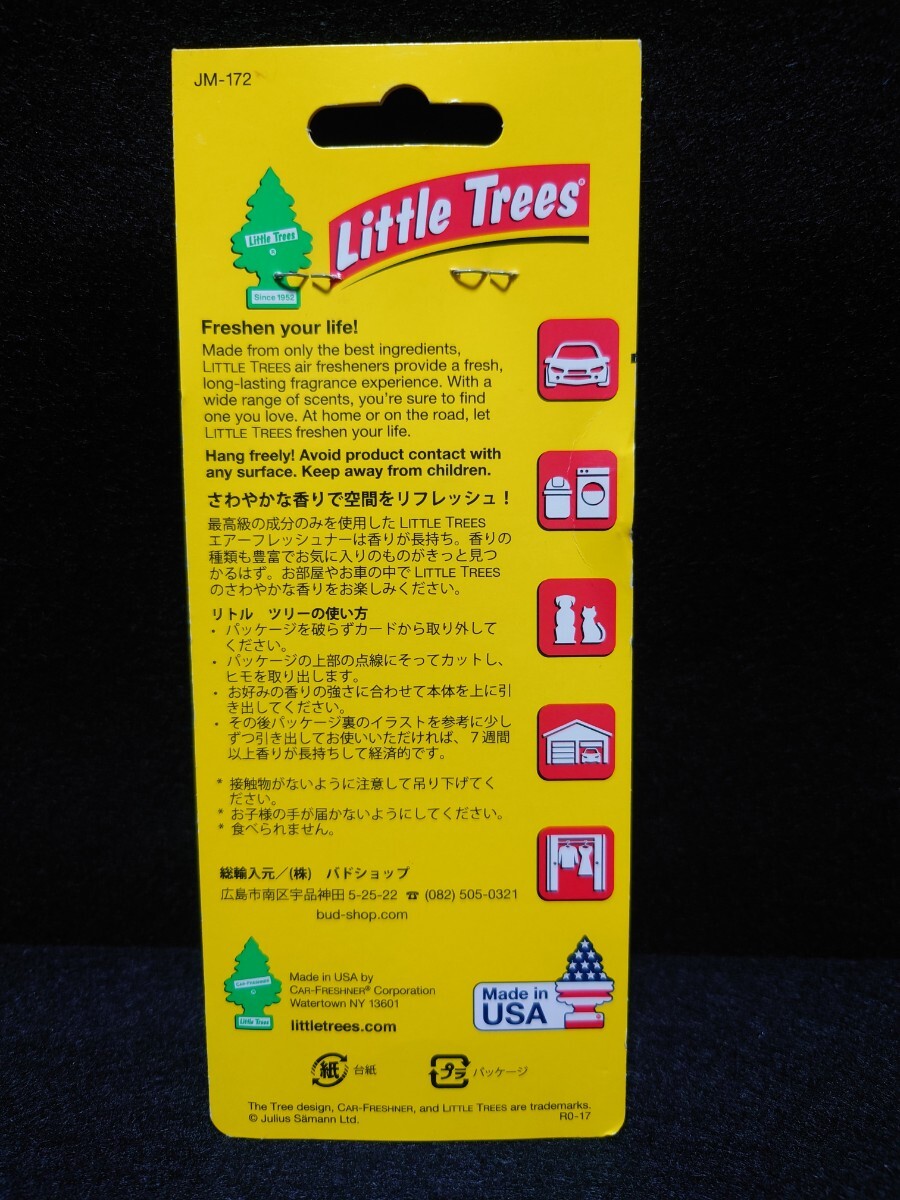 JM-172
Little Trees®
Little Trees
Since 1952
Freshen your life!
Made from only the best ingredients,
LITTLE TREES air fresheners provide a fresh,
long-lasting fragrance experience. With a
wide range of scents, you're sure to find
one you love. At home or on the road, let
LITTLE TREES freshen your life.
Hang freely! Avoid product contact with
any surface. Keep away from children.
さわやかな香りで空間をリフレッシュ！
最高級の成分のみを使用した LITTLE TREES
エアーフレッシュナーは香りが長持ち。香りの
種類も豊富でお気に入りのものがきっと見つ
かるはず。お部屋やお車の中で LITTLE TREES
のさわやかな香りをお楽しみください。
リトル　ツリーの使い方
・ パッケージを破らずカードから取り外して
ください。
・ パッケージの上部の点線にそってカットし、
ヒモを取り出します。
・ お好みの香りの強さに合わせて本体を上に引
き出してください。
・ その後パッケージ裏のイラストを参考に少し
ずつ引き出してお使いいただければ、７週間
以上香りが長持ちして経済的です。
* 接触物がないように注意して吊り下げてく
ださい。
* お子様の手が届かないようにしてください。
* 食べられません。
総輸入元／(株)　バドショップ
広島市南区宇品神田 5-25-22 ☎ (082) 505-0321
bud-shop.com
CAR-FRESHNER
Little Trees
Made in USA by
CAR-FRESHNER® Corporation
Watertown NY 13601
littletrees.com
Made in
USA
紙 台紙
プラ パッケージ
The Tree design, CAR-FRESHNER, and LITTLE TREES are trademarks.
© Julius Sämann Ltd.
R0-17